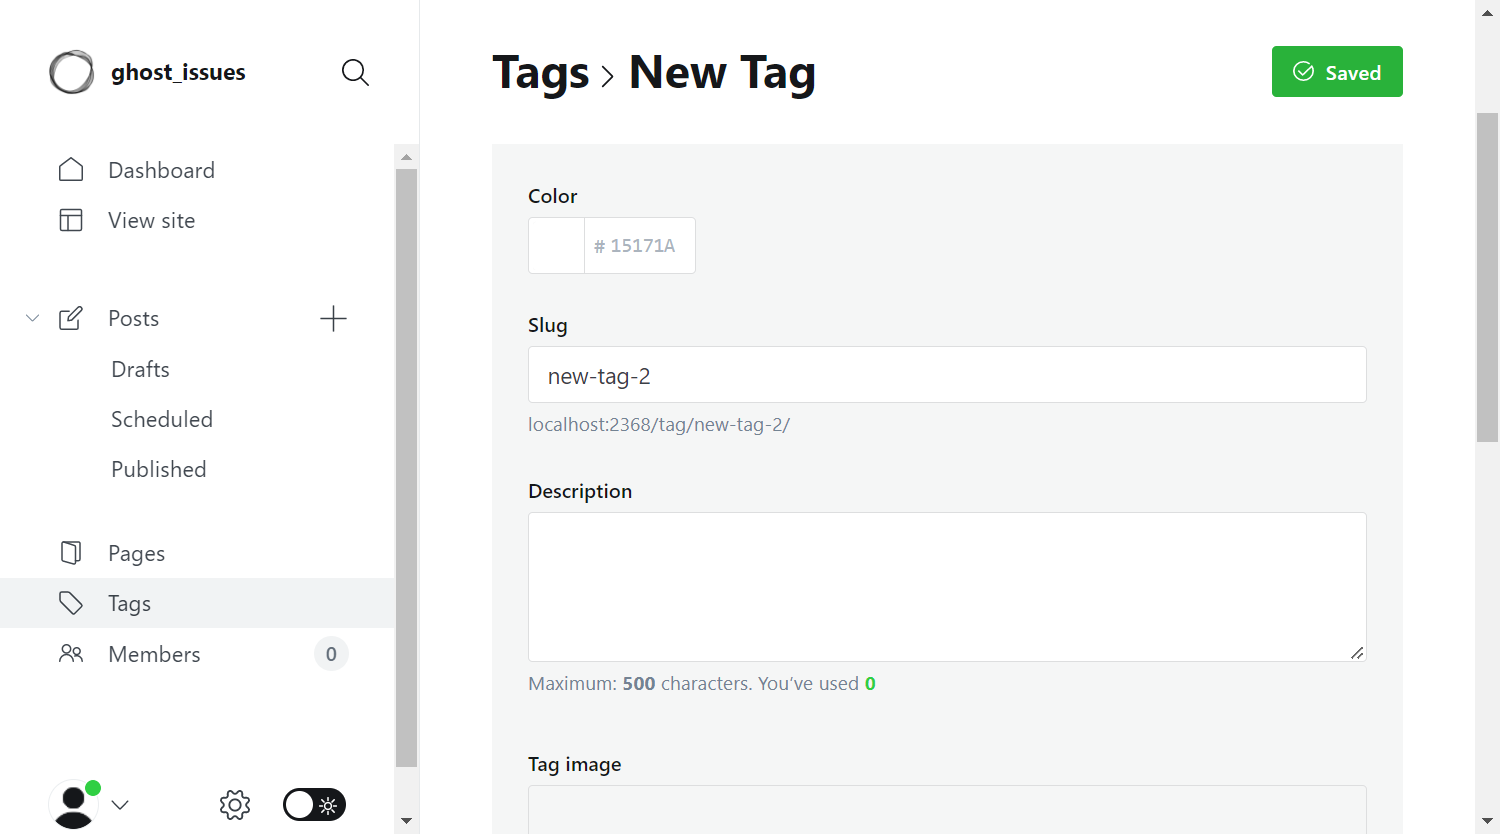 ghost_issues
Dashboard
View site
Posts
Drafts
Scheduled
Published
Pages
Tags
Members
0
Tags > New Tag
Saved
Color
# 15171A
Slug
new-tag-2
localhost:2368/tag/new-tag-2/
Description
Maximum: 500 characters. You’ve used 0
Tag image